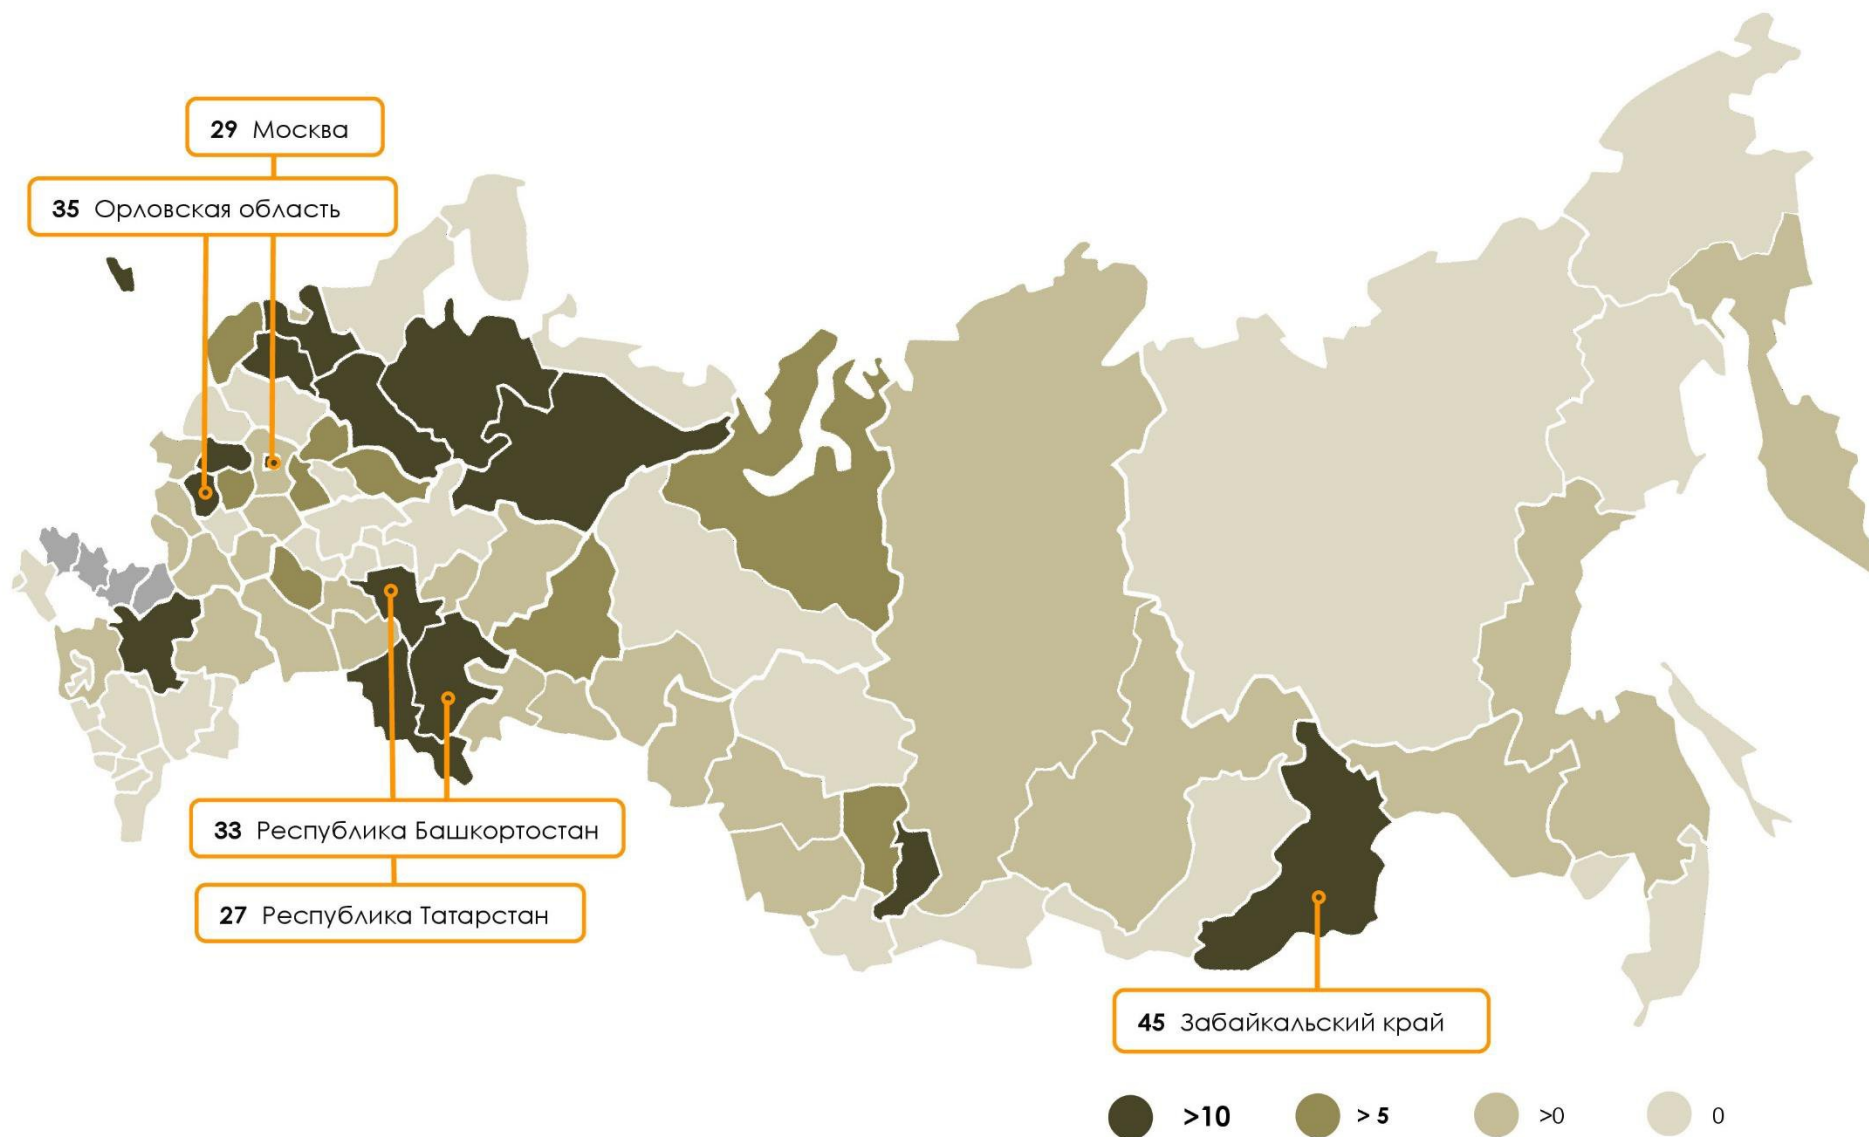 29 Москва
35 Орловская область
33 Республика Башкортостан
27 Республика Татарстан
45 Забайкальский край
>10
> 5
>0
0